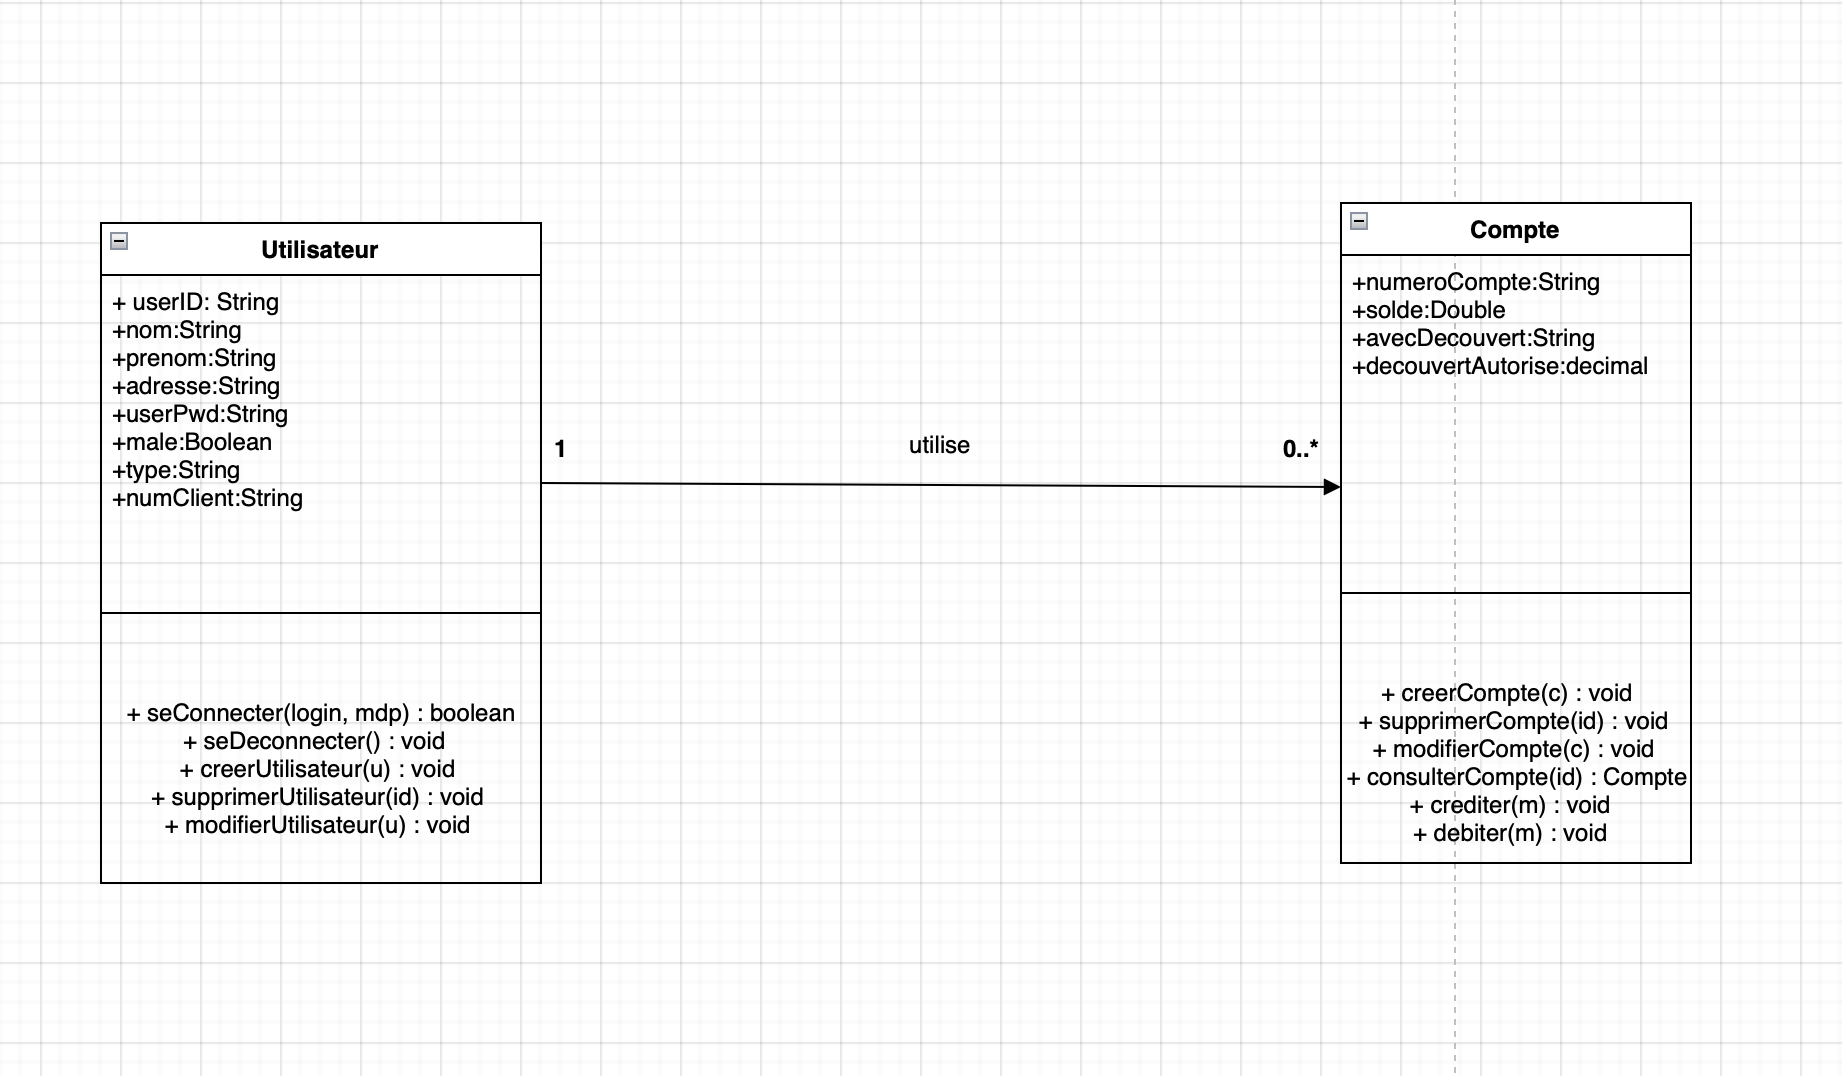 Utilisateur
+ userID: String
+nom:String
+prenom:String
+adresse:String
+userPwd:String
+male:Boolean
+type:String
+numClient:String
+ seConnecter(login, mdp) : boolean
+ seDeconnecter() : void
+ creerUtilisateur(u) : void
+ supprimerUtilisateur(id) : void
+ modifierUtilisateur(u) : void
1
utilise
0..*
Compte
+numeroCompte:String
+solde:Double
+avecDecouvert:String
+decouvertAutorise:decimal
+ creerCompte(c) : void
+ supprimerCompte(id) : void
+ modifierCompte(c) : void
+ consulterCompte(id) : Compte
+ crediter(m) : void
+ debiter(m) : void